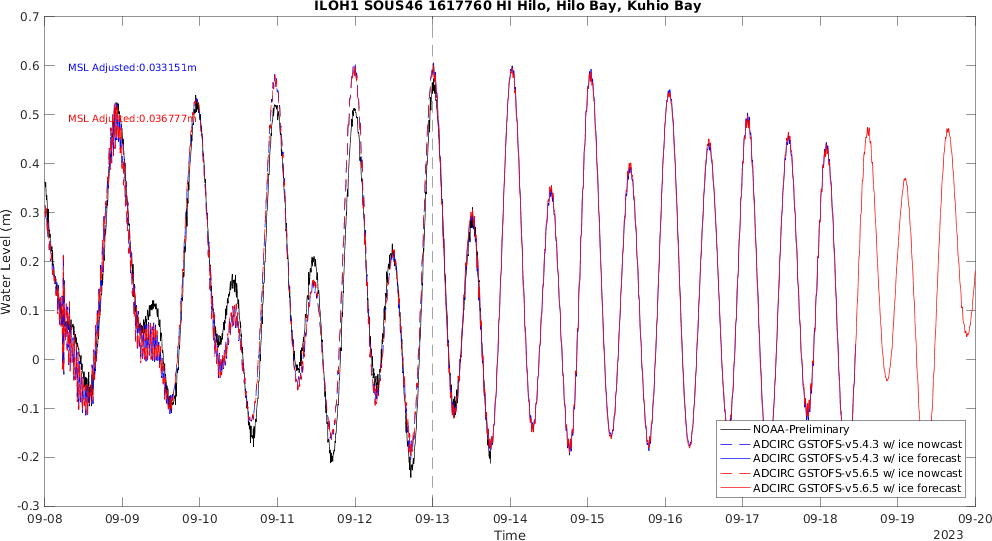 ILOH1 SOUS46 1617760 HI Hilo, Hilo Bay, Kuhio Bay
0.7
0.6
0.5
0.4
0.3
0.2
0.1
0
-0.1
-0.2
-0.3
Water Level (m)
MSL Adjusted:0.033151m
MSL Adjusted:0.036777m
NOAA-Preliminary
ADCIRC GSTOFS-v5.4.3 w/ ice nowcast
ADCIRC GSTOFS-v5.4.3 w/ ice forecast
ADCIRC GSTOFS-v5.6.5 w/ ice nowcast
ADCIRC GSTOFS-v5.6.5 w/ ice forecast
09-08 09-09 09-10 09-11 09-12 09-13 09-14 09-15 09-16 09-17 09-18 09-19 09-20
Time
2023